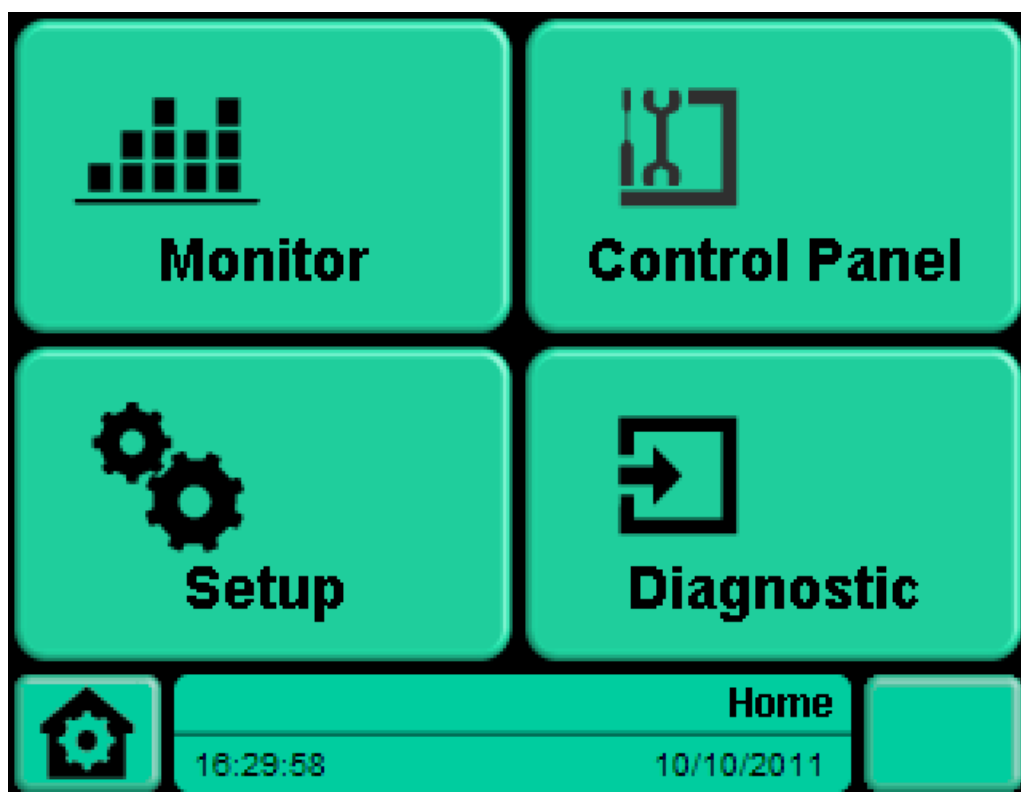 Monitor
Control Panel
Setup
Diagnostic
Home
16:29:58
10/10/2011